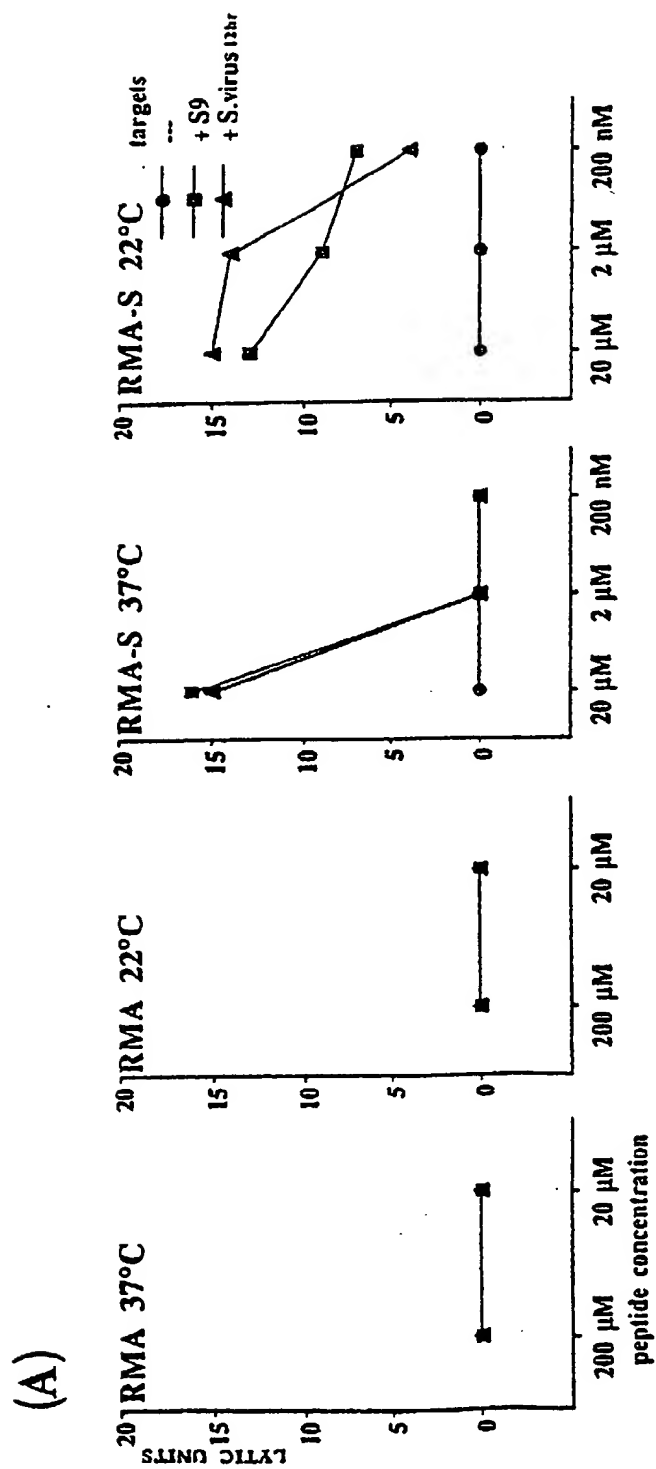 (A)
RMA 37°C
20
15
10
5
0
LYTIC UNITS
200 µM
20 µM
peptide concentration
RMA 22°C
20
15
10
5
0
200 µM
20 µM
RMA-S 37°C
20
15
10
5
0
20 µM
2 µM
200 nM
RMA-S 22°C
20
15
10
5
0
20 µM
2 µM
200 nM
targets
---
+ S9
+ S.virus 12hr